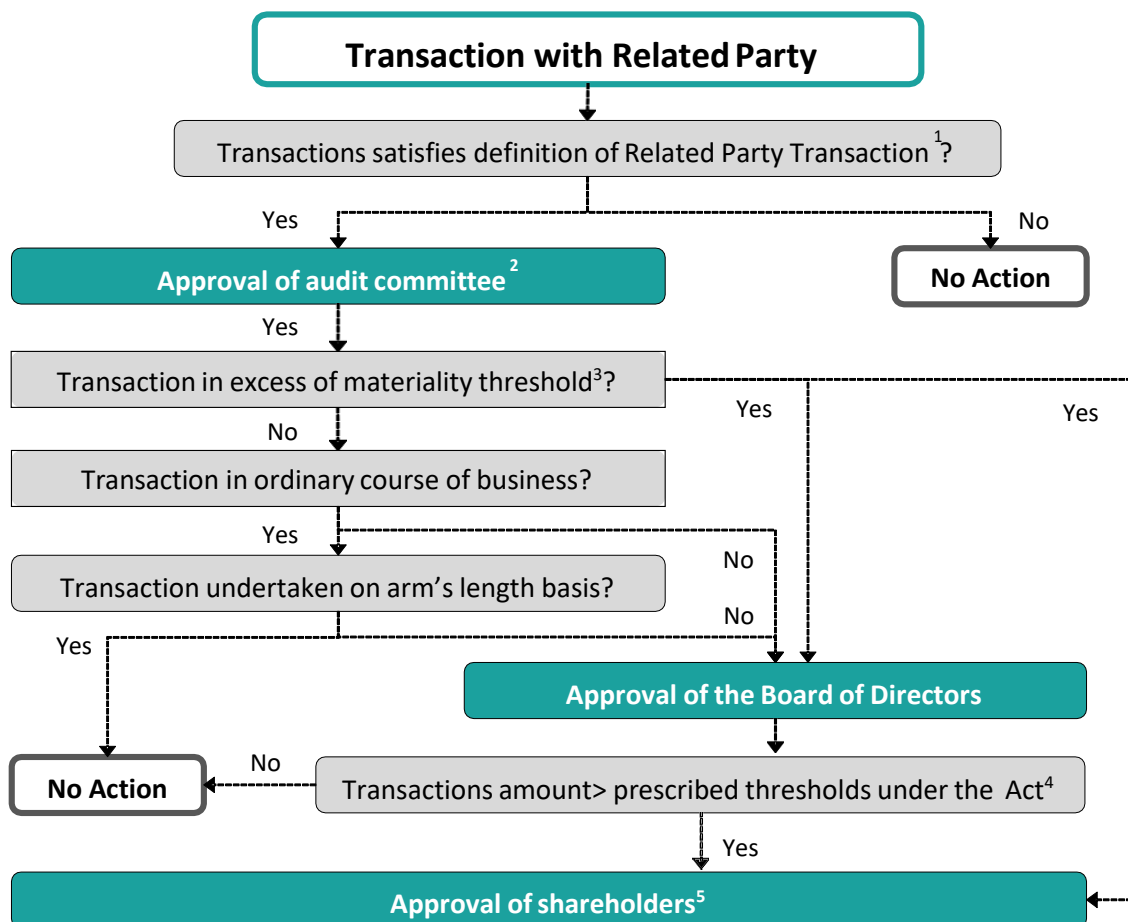 Transaction with Related Party
Transactions satisfies definition of Related Party Transaction ¹?
Yes
No
Approval of audit committee ²
No Action
Yes
Transaction in excess of materiality threshold³?
Yes
Yes
No
Transaction in ordinary course of business?
Yes
No
Transaction undertaken on arm’s length basis?
No
Yes
Approval of the Board of Directors
No
No Action
Transactions amount> prescribed thresholds under the Act⁴
Yes
Approval of shareholders⁵